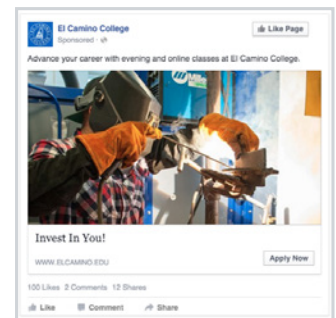 El Camino College
Like Page
Sponsored ·
Advance your career with evening and online classes at El Camino College.
Invest In You!
WWW.ELCAMINO.EDU
Apply Now
100 Likes 2 Comments 12 Shares
Like Comment Share